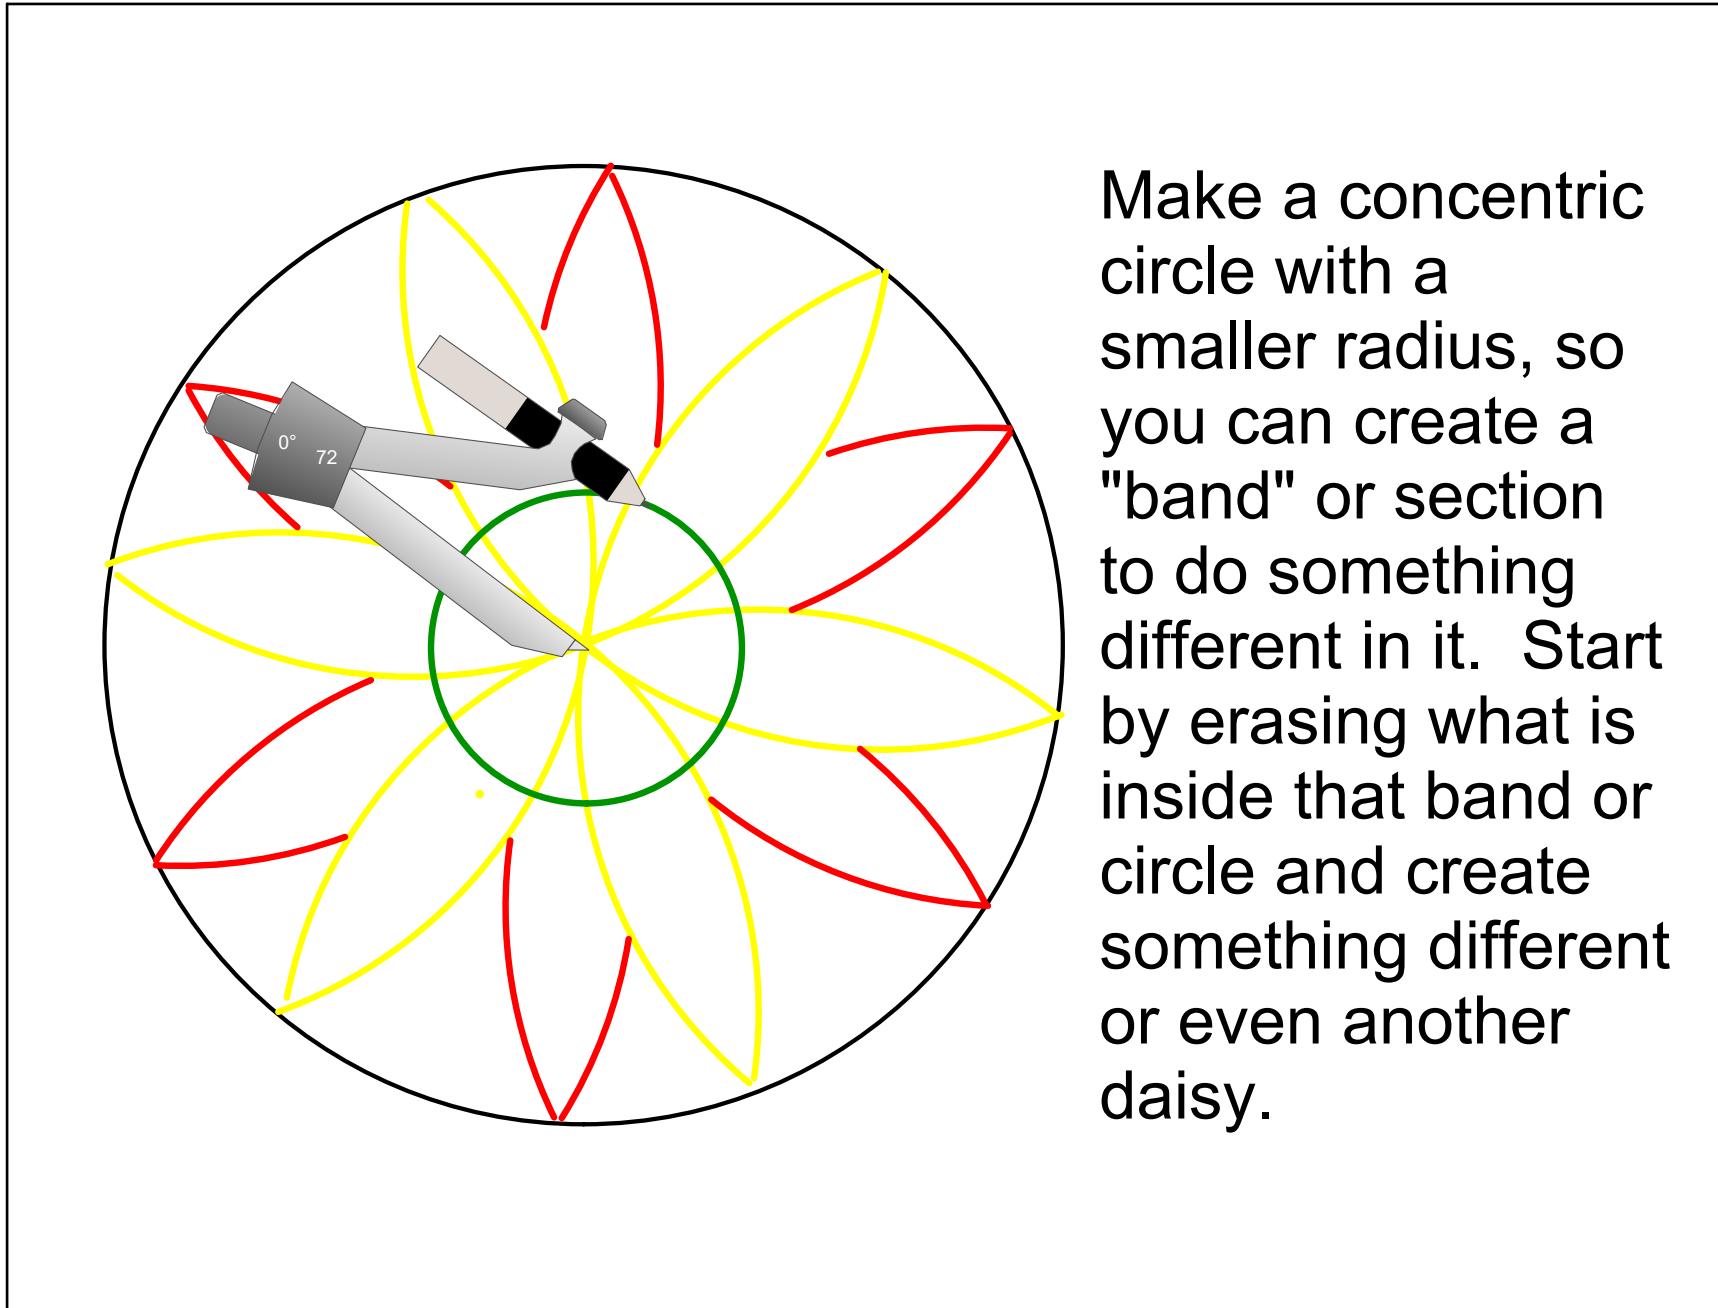 0°
72
Make a concentric
circle with a
smaller radius, so
you can create a
"band" or section
to do something
different in it.  Start
by erasing what is
inside that band or
circle and create
something different
or even another
daisy.